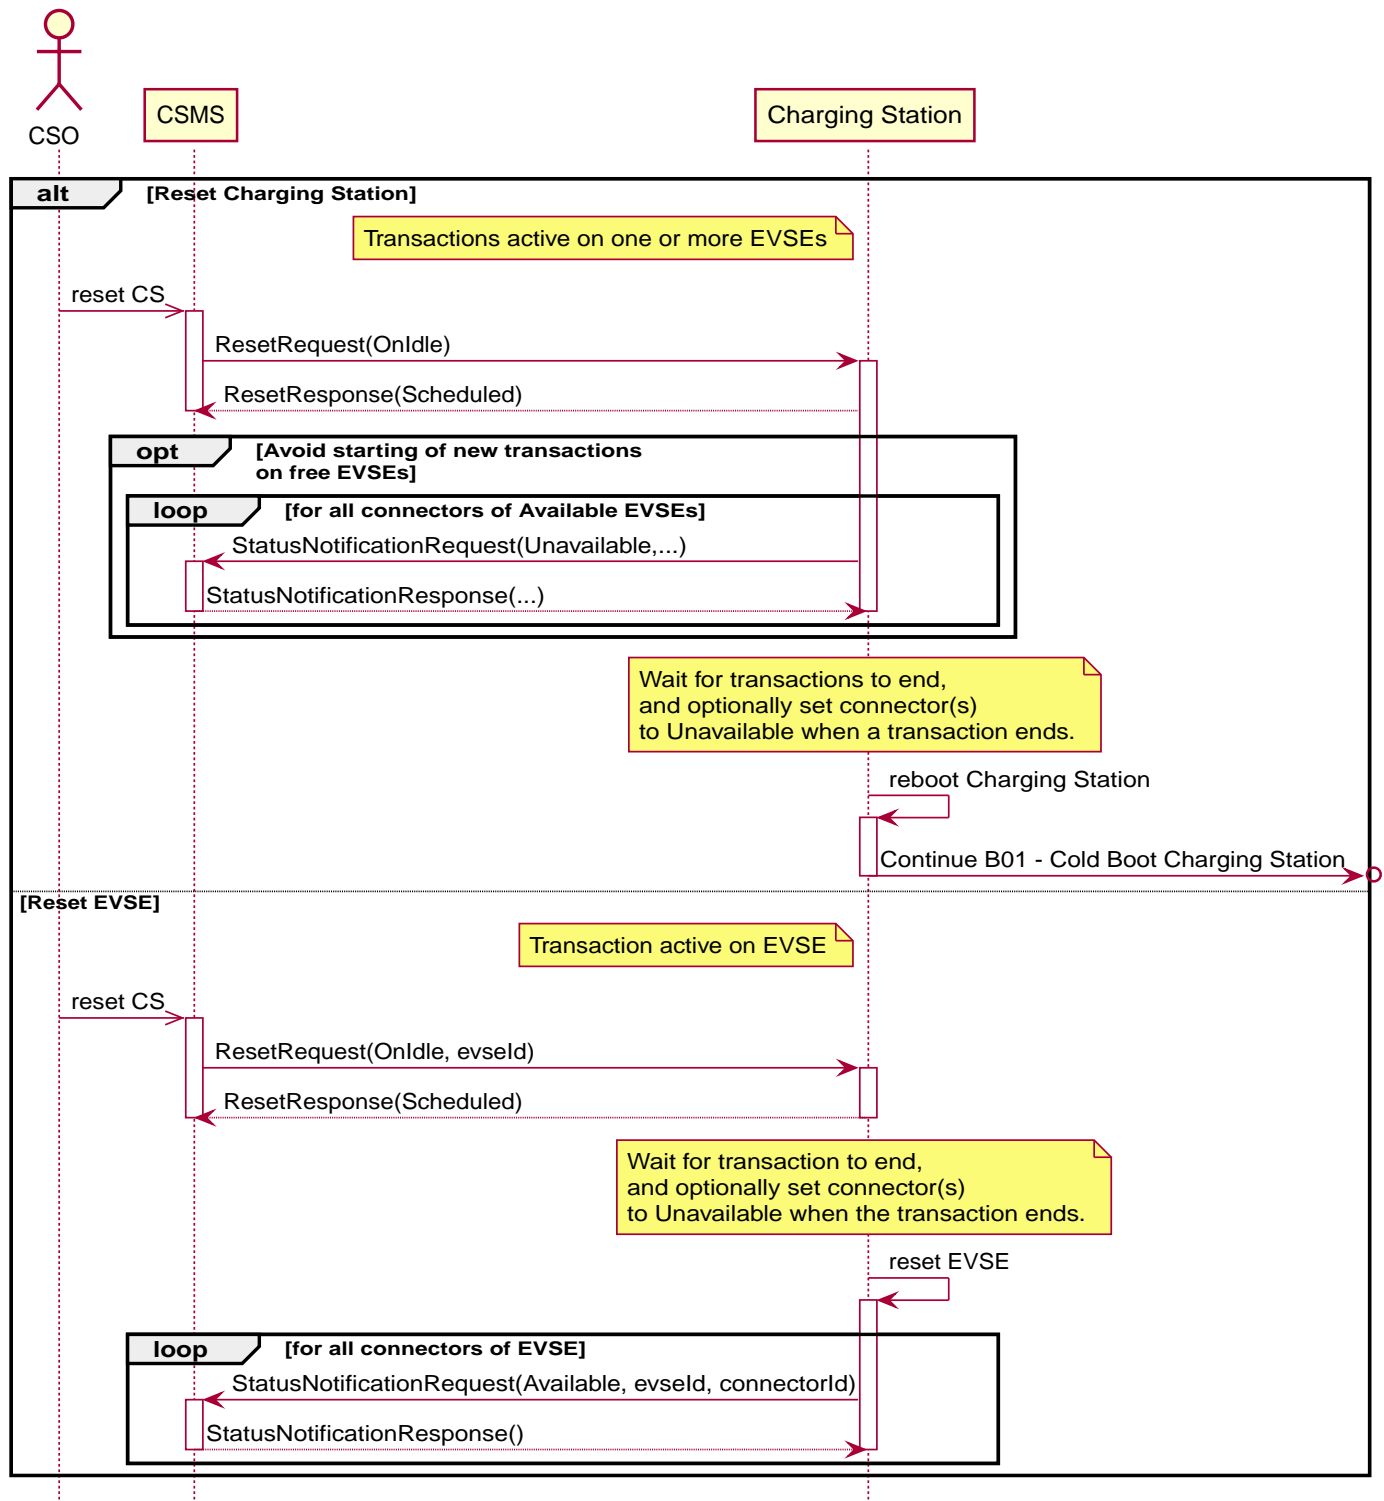 CSO
CSMS
Charging Station
alt
[Reset Charging Station]
Transactions active on one or more EVSEs
reset CS
ResetRequest(OnIdle)
ResetResponse(Scheduled)
opt
[Avoid starting of new transactions
on free EVSEs]
loop
[for all connectors of Available EVSEs]
StatusNotificationRequest(Unavailable,...)
StatusNotificationResponse(...)
Wait for transactions to end,
and optionally set connector(s)
to Unavailable when a transaction ends.
reboot Charging Station
Continue B01 - Cold Boot Charging Station
[Reset EVSE]
Transaction active on EVSE
reset CS
ResetRequest(OnIdle, evseId)
ResetResponse(Scheduled)
Wait for transaction to end,
and optionally set connector(s)
to Unavailable when the transaction ends.
reset EVSE
loop
[for all connectors of EVSE]
StatusNotificationRequest(Available, evseId, connectorId)
StatusNotificationResponse()